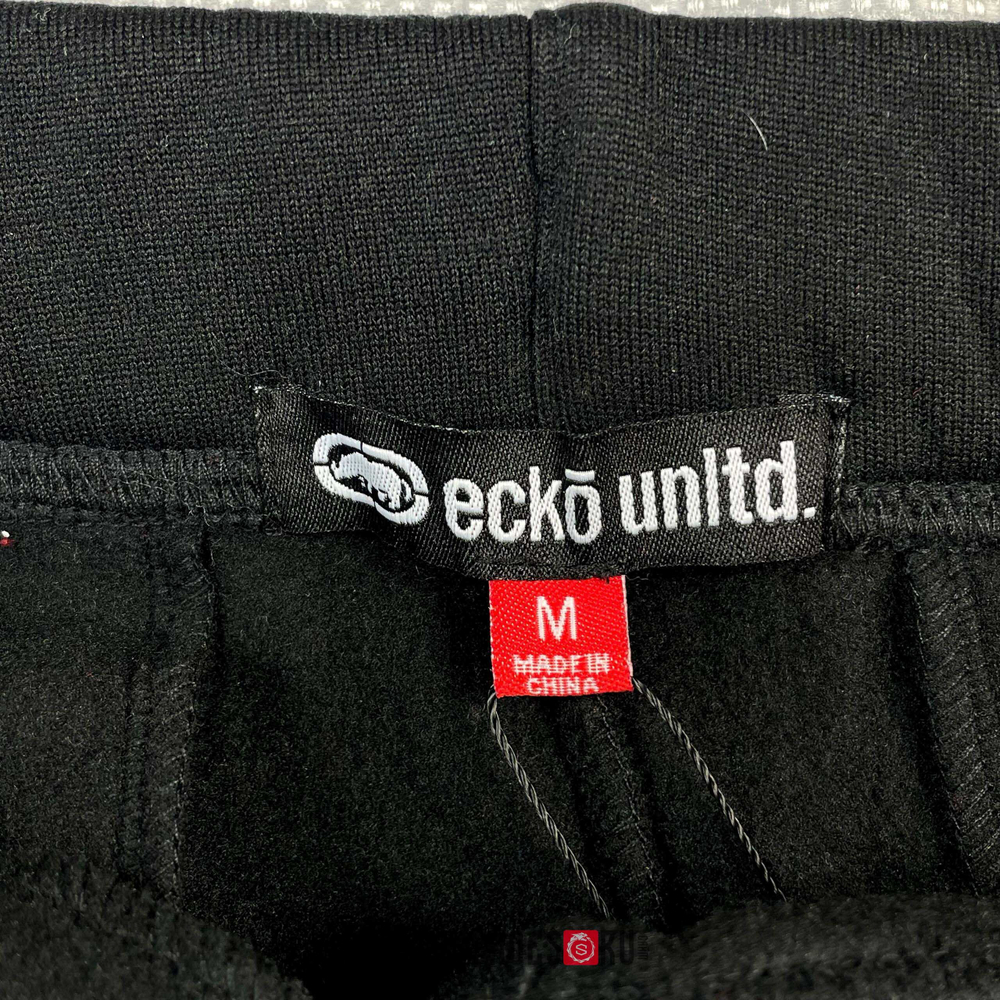 eckō unltd.
M
MADE IN
CHINA